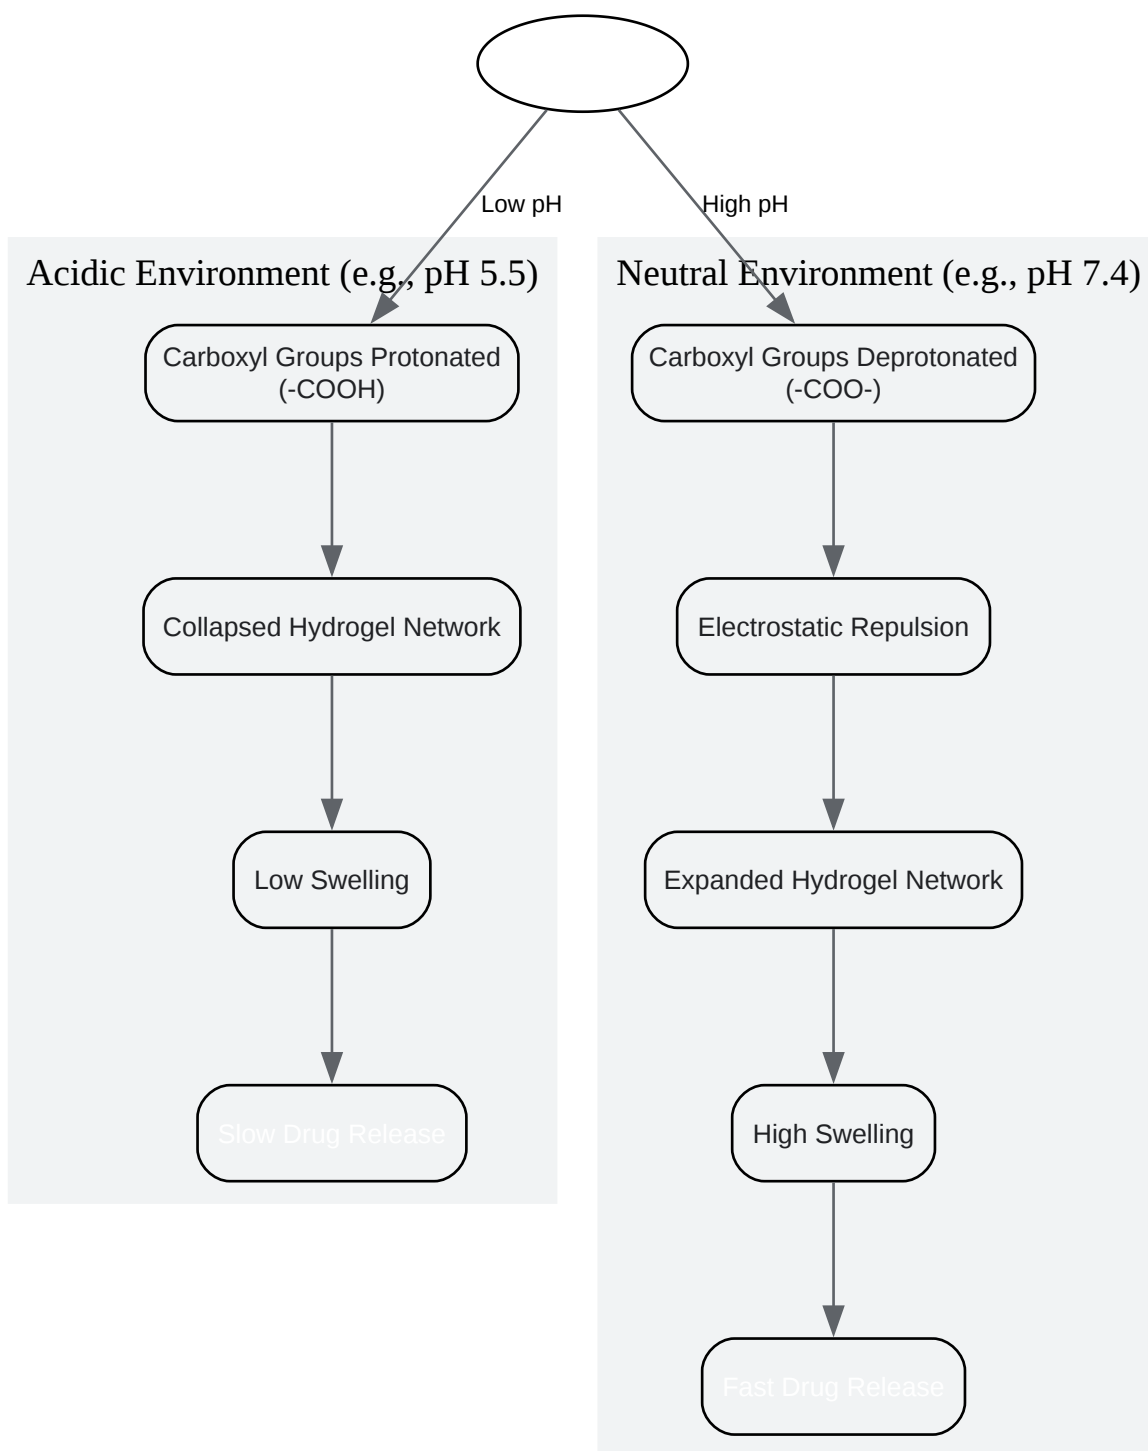 Low pH
High pH
Acidic Environment (e.g., pH 5.5)
Neutral Environment (e.g., pH 7.4)
Carboxyl Groups Protonated
(-COOH)
Carboxyl Groups Deprotonated
(-COO-)
Collapsed Hydrogel Network
Electrostatic Repulsion
Low Swelling
Expanded Hydrogel Network
Slow Drug Release
High Swelling
Fast Drug Release